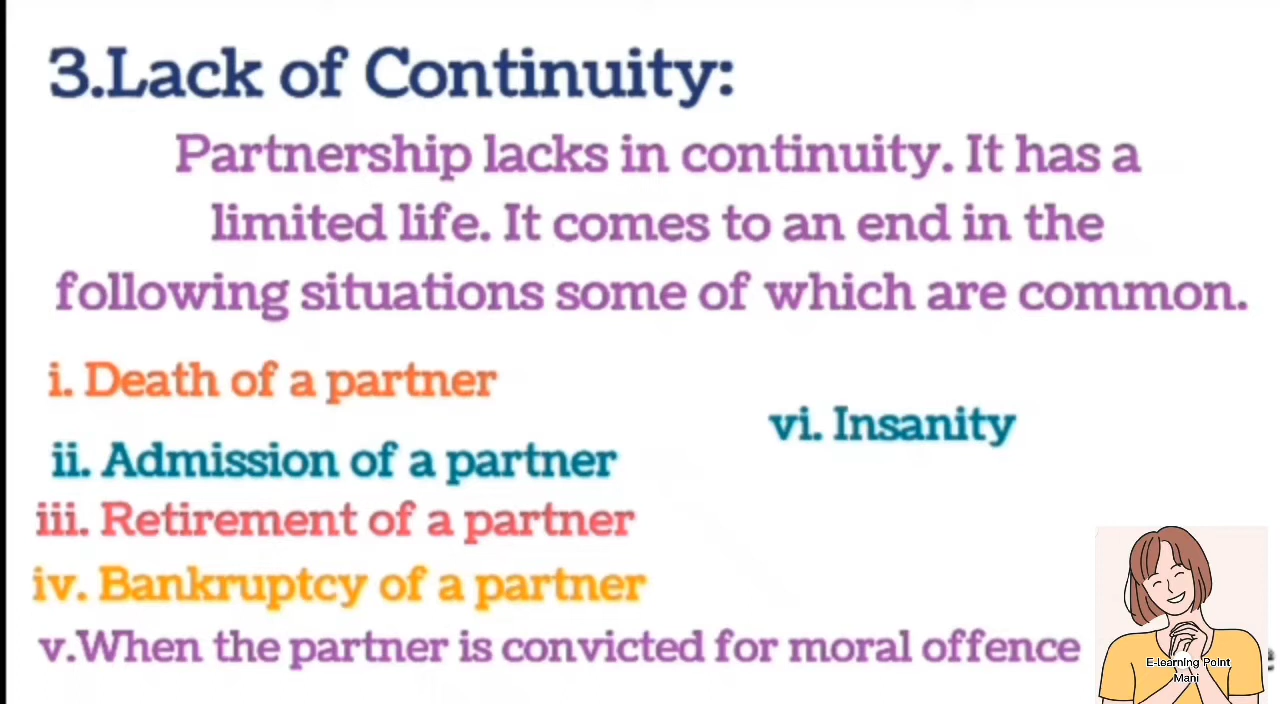 3.Lack of Continuity:
Partnership lacks in continuity. It has a
limited life. It comes to an end in the
following situations some of which are common.
i. Death of a partner
ii. Admission of a partner
iii. Retirement of a partner
iv. Bankruptcy of a partner
v.When the partner is convicted for moral offence
vi. Insanity
E-learning Point
Mani